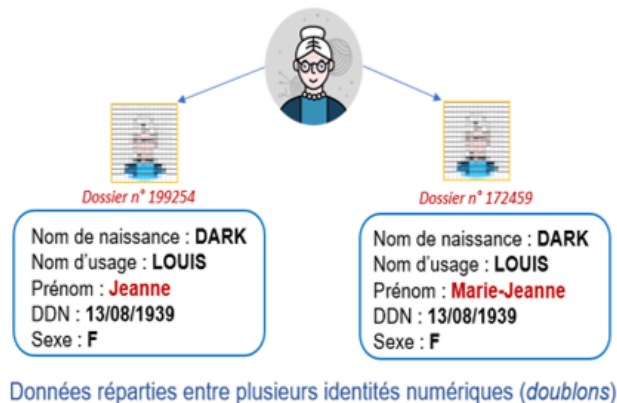 Dossier n° 199254
Nom de naissance : DARK
Nom d'usage : LOUIS
Prénom : Jeanne
DDN : 13/08/1939
Sexe : F
Dossier n° 172459
Nom de naissance : DARK
Nom d'usage : LOUIS
Prénom : Marie-Jeanne
DDN : 13/08/1939
Sexe : F
Données réparties entre plusieurs identités numériques (doublons)